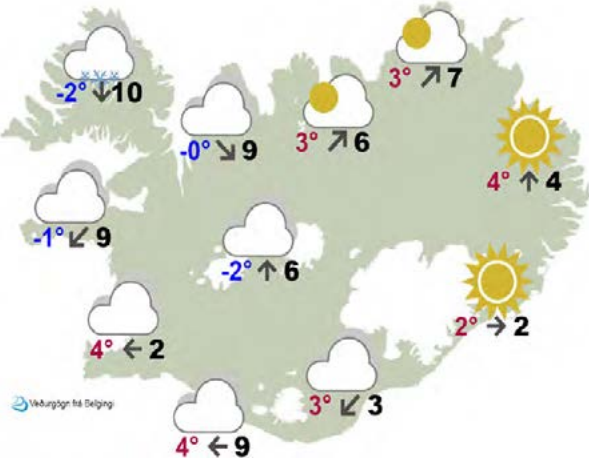 3° ↗ 7
-2° ↓ 10
3° ↗ 6
-0° ↘ 9
4° ↑ 4
-1° ↙ 9
-2° ↑ 6
2° → 2
4° ← 2
3° ↙ 3
Veðurgögn frá Belgingi
4° ← 9